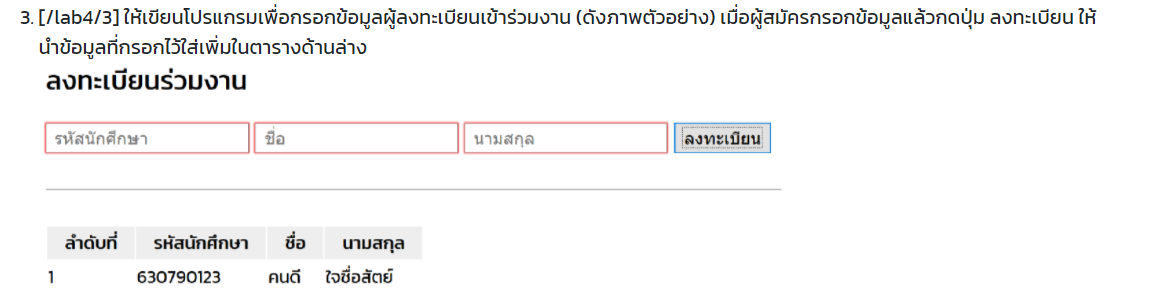 3. [/lab4/3] ให้เขียนโปรแกรมเพื่อกรอกข้อมูลผู้ลงทะเบียนเข้าร่วมงาน (ดังภาพตัวอย่าง) เมื่อผู้สมัครกรอกข้อมูลแล้วกดปุ่ม ลงทะเบียน ให้
นำข้อมูลที่กรอกไว้ใส่เพิ่มในตารางด้านล่าง
ลงทะเบียนร่วมงาน
รหัสนักศึกษา ชื่อ นามสกุล ลงทะเบียน
ลำดับที่ รหัสนักศึกษา ชื่อ นามสกุล
1 630790123 คนดี ใจซื่อสัตย์